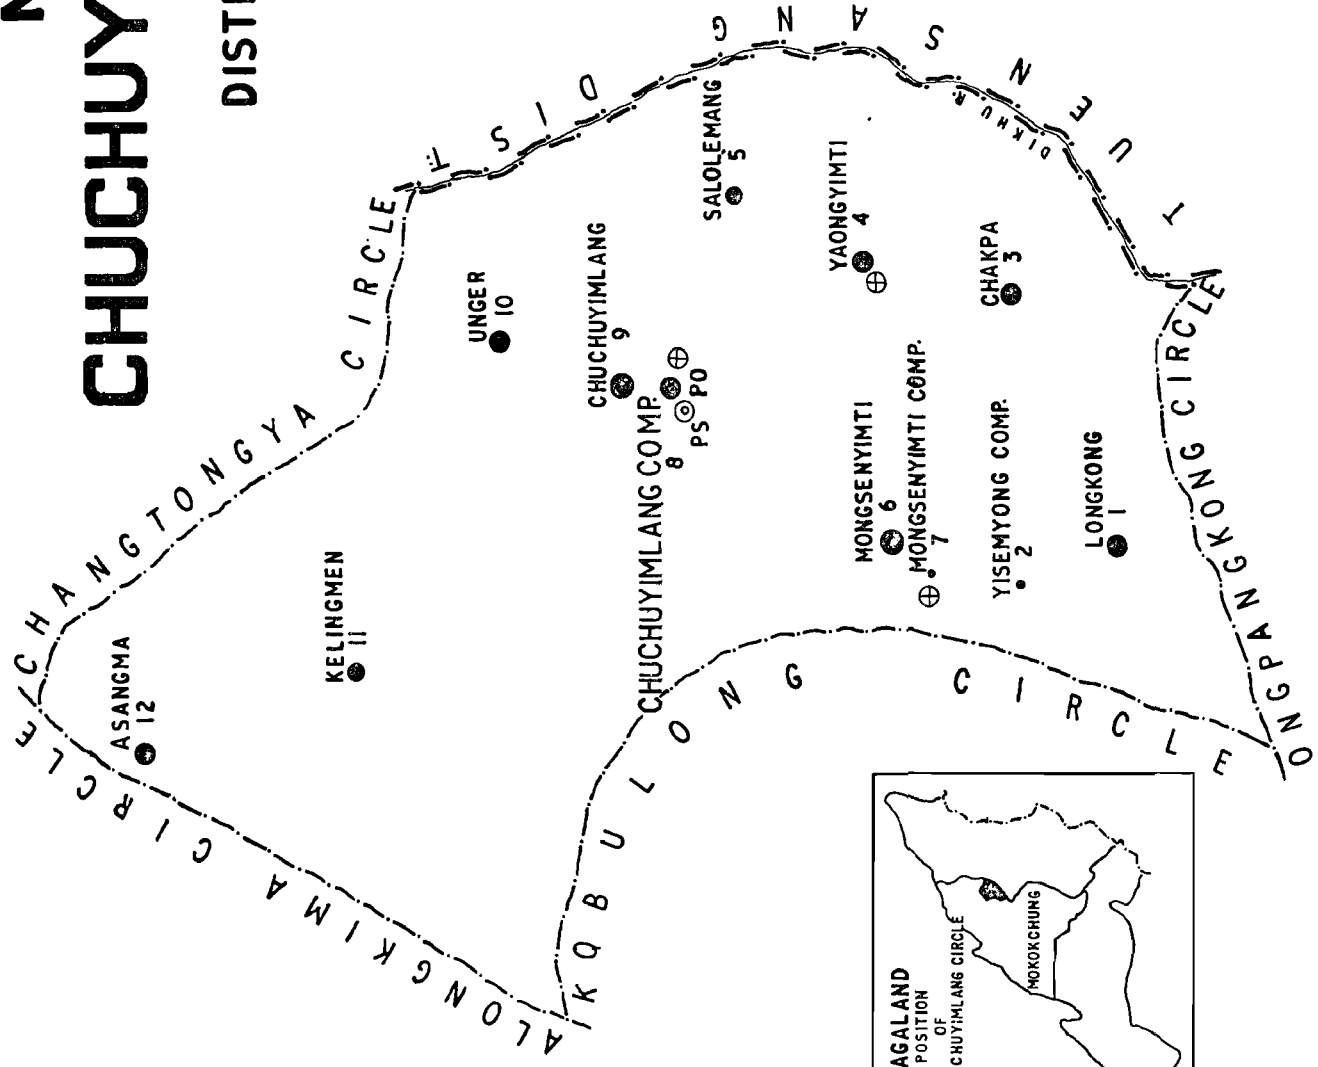 N
CHUCHUY
DIST
CHANGTONGYA CIRCLE
TUENSANG DIST:
DIKHU R.
ALONGKIMA CIRCLE
KQBULONG CIRCLE
ONGPANGKONG CIRCLE
ASANGMA
12
KELINGMEN
11
UNGER
10
CHUCHUYIMLANG
9
CHUCHUYIMLANG COMP.
8
PS PO
SALOLEMANG
5
YAONGYIMTI
4
CHAKPA
3
MONGSENYIMTI
6
MONGSENYIMTI COMP.
7
YISEMYONG COMP.
2
LONGKONG
1
AGALAND
POSITION
OF
CHUYIMLANG CIRCLE
MOKOKCHUNG